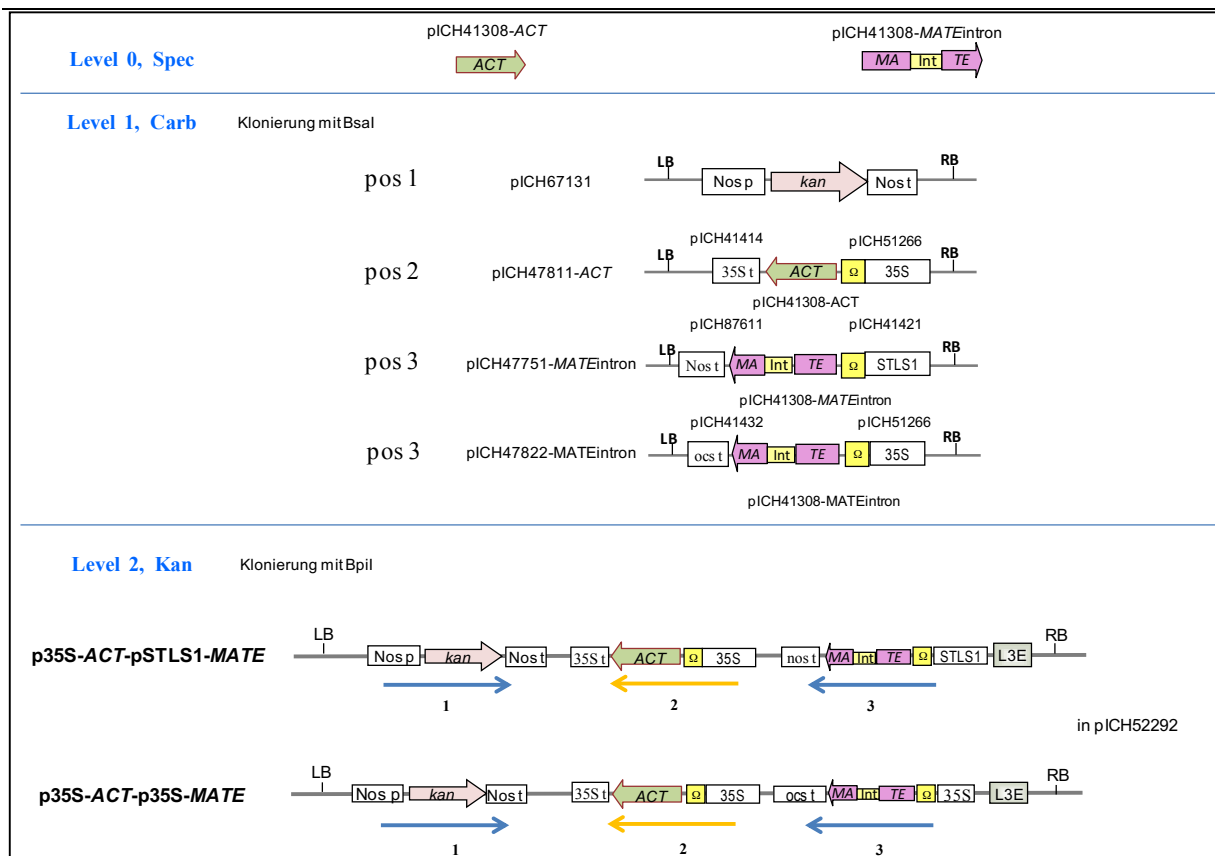 pICH41308-ACT
pICH41308-MATEintron
Level 0, Spec
ACT
MA Int TE
Level 1, Carb
Klonierung mit BsaI
pos 1
pICH67131
LB
Nos p
kan
Nos t
RB
pos 2
pICH47811-ACT
LB
pICH41414
pICH51266
RB
35S t
ACT
Ω
35S
pICH41308-ACT
pos 3
pICH47751-MATEintron
LB
pICH87611
pICH41421
RB
Nos t
MA Int TE
Ω
STLS1
pICH41308-MATEintron
pos 3
pICH47822-MATEintron
LB
pICH41432
pICH51266
RB
ocs t
MA Int TE
Ω
35S
pICH41308-MATEintron
Level 2, Kan
Klonierung mit BpiI
p35S-ACT-pSTLS1-MATE
LB
Nos p
kan
Nos t
35S t
ACT
Ω
35S
nos t
MA Int TE
Ω
STLS1
L3E
RB
1
2
3
in pICH52292
p35S-ACT-p35S-MATE
LB
Nos p
kan
Nos t
35S t
ACT
Ω
35S
ocs t
MA Int TE
Ω
35S
L3E
RB
1
2
3